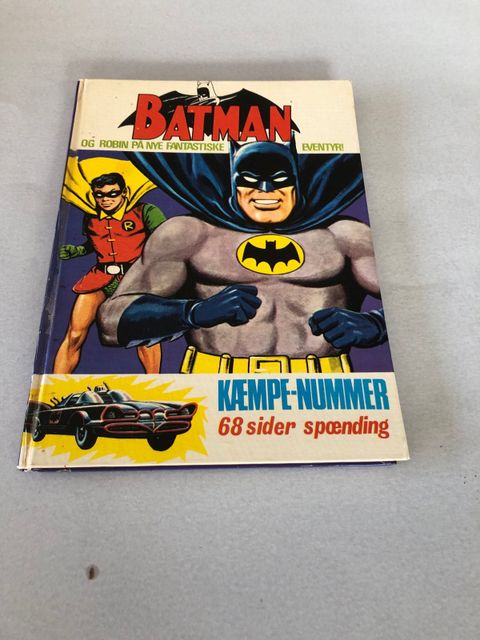 BATMAN
OG ROBIN PÅ NYE FANTASTISKE EVENTYR!
R
KÆMPE-NUMMER
68 sider spænding